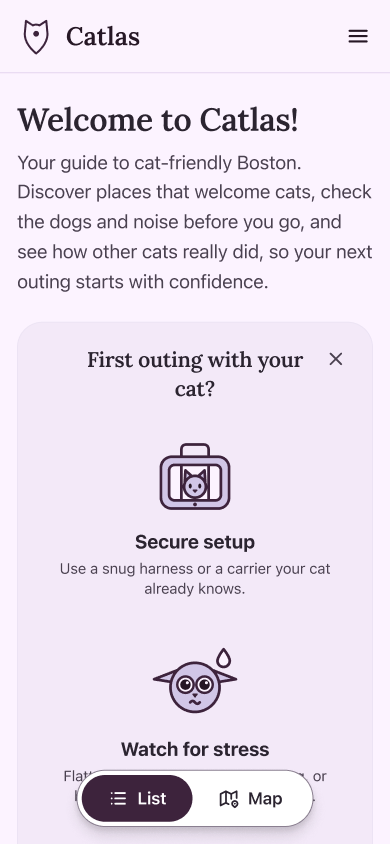 Catlas
Welcome to Catlas!
Your guide to cat-friendly Boston.
Discover places that welcome cats, check
the dogs and noise before you go, and
see how other cats really did, so your next
outing starts with confidence.
First outing with your
cat?
Secure setup
Use a snug harness or a carrier your cat
already knows.
Watch for stress
or
List
Map